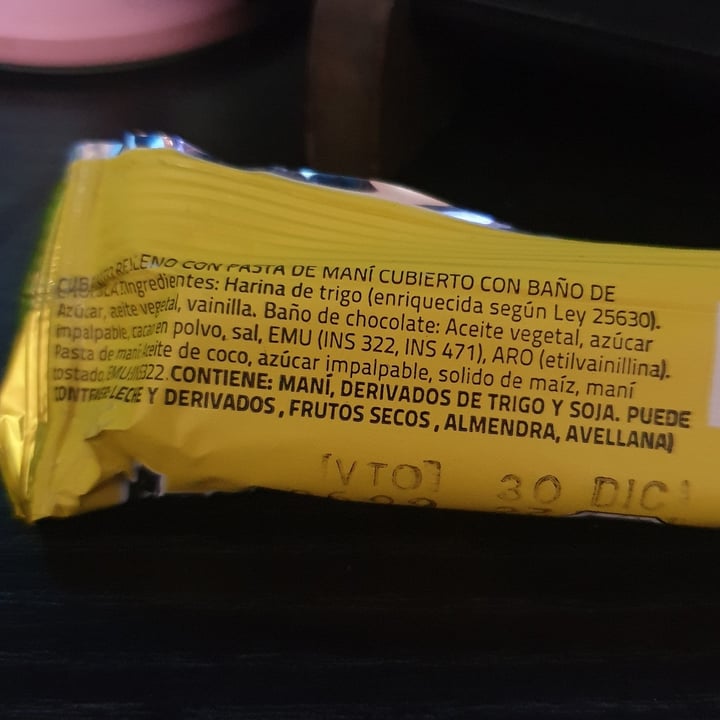 RELLENO CON PASTA DE MANÍ CUBIERTO CON BAÑO DE
Ingredientes: Harina de trigo (enriquecida según Ley 25630).
Azúcar, aceite vegetal, vainilla. Baño de chocolate: Aceite vegetal, azúcar
impalpable, cacao en polvo, sal, EMU (INS 322, INS 471), ARO (etilvainillina).
Pasta de maní: Aceite de coco, azúcar impalpable, solido de maíz, maní
tostado, EMU INS322. CONTIENE: MANÍ, DERIVADOS DE TRIGO Y SOJA. PUEDE
CONTENER LECHE Y DERIVADOS, FRUTOS SECOS, ALMENDRA, AVELLANA)
[VTO] 30 DIC